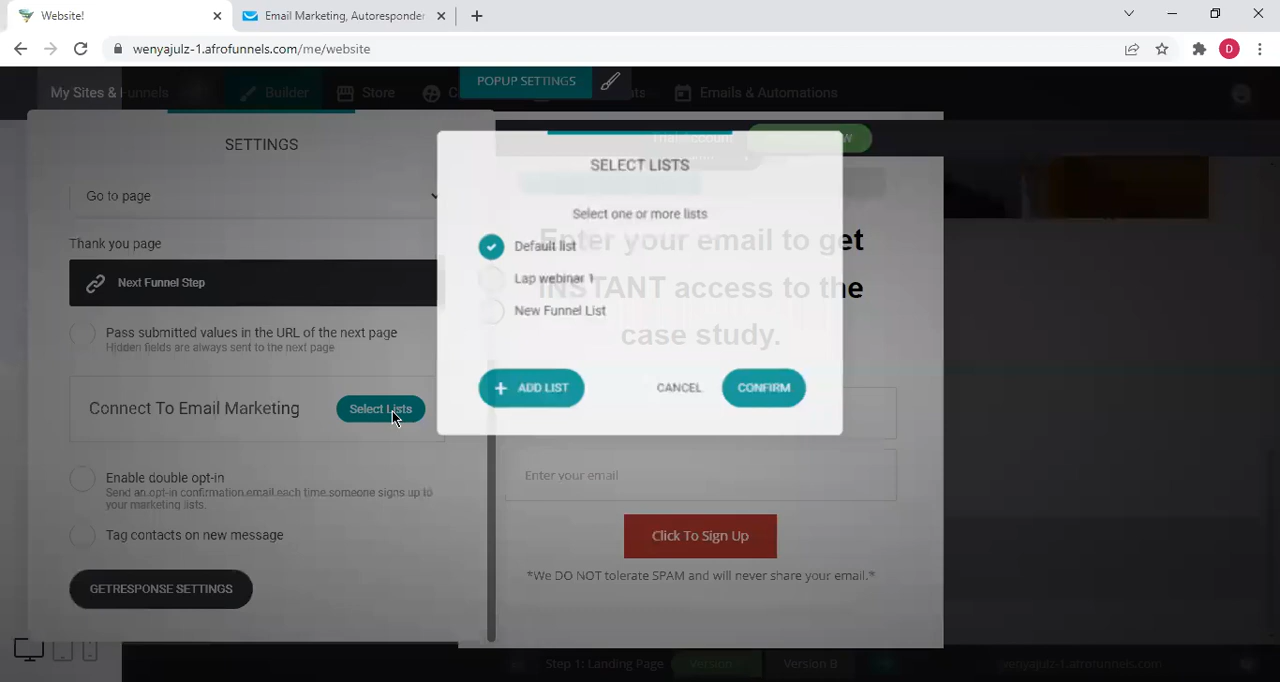 Website!
Email Marketing, Autoresponder
wenyajulz-1.afrofunnels.com/me/website
D
My Sites & Funnels
Builder
Store
POPUP SETTINGS
Emails & Automations
SETTINGS
Go to page
Thank you page
Next Funnel Step
Pass submitted values in the URL of the next page
Hidden fields are always sent to the next page
Connect To Email Marketing
Select Lists
Enable double opt-in
Send an opt-in confirmation email each time someone signs up to
your marketing lists.
Tag contacts on new message
GETRESPONSE SETTINGS
SELECT LISTS
Select one or more lists
Default list
Lap webinar 1
New Funnel List
ADD LIST
CANCEL
CONFIRM
Enter your email to get
INSTANT access to the
case study.
Enter your email
Click To Sign Up
*We DO NOT tolerate SPAM and will never share your email.*
Step 1: Landing Page
Version
Version B
wenyajulz-1.afrofunnels.com